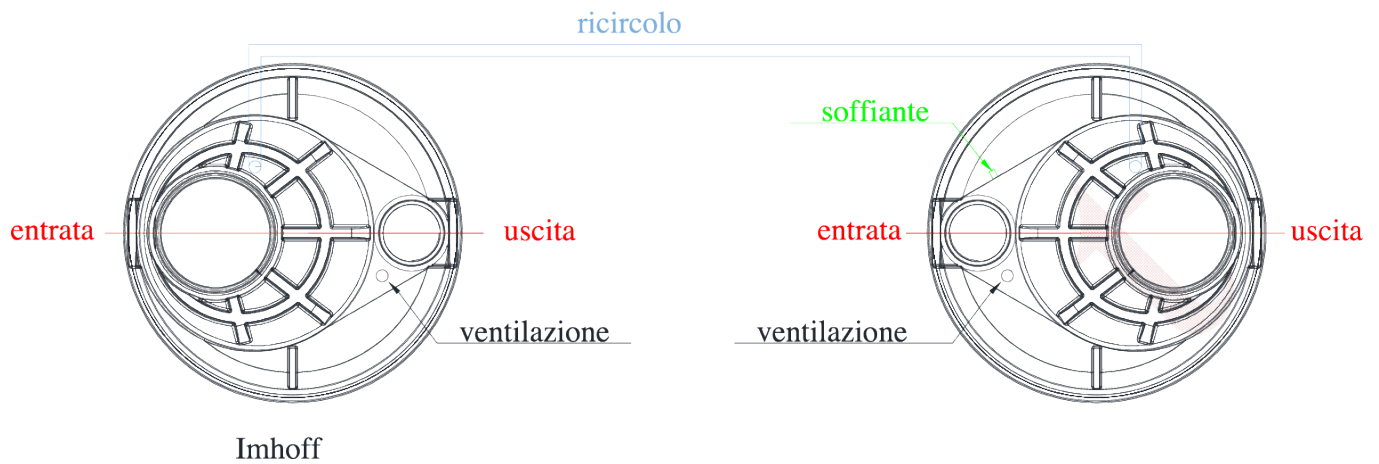 ricircolo
soffiante
entrata
uscita
entrata
uscita
ventilazione
ventilazione
Imhoff